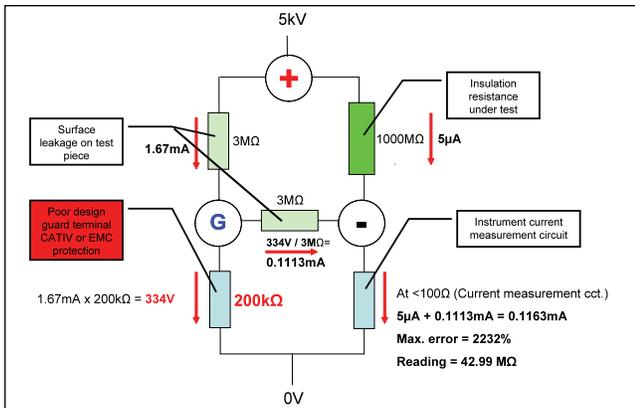 5kV
+
Insulation
resistance
under test
Surface
leakage on test
piece
1.67mA
3MΩ
1000MΩ
5µA
3MΩ
G
-
Poor design
guard terminal
CATIV or EMC
protection
334V / 3MΩ=
0.1113mA
Instrument current
measurement circuit
1.67mA x 200kΩ = 334V
200kΩ
At <100Ω (Current measurement cct.)
5µA + 0.1113mA = 0.1163mA
Max. error = 2232%
Reading = 42.99 MΩ
0V